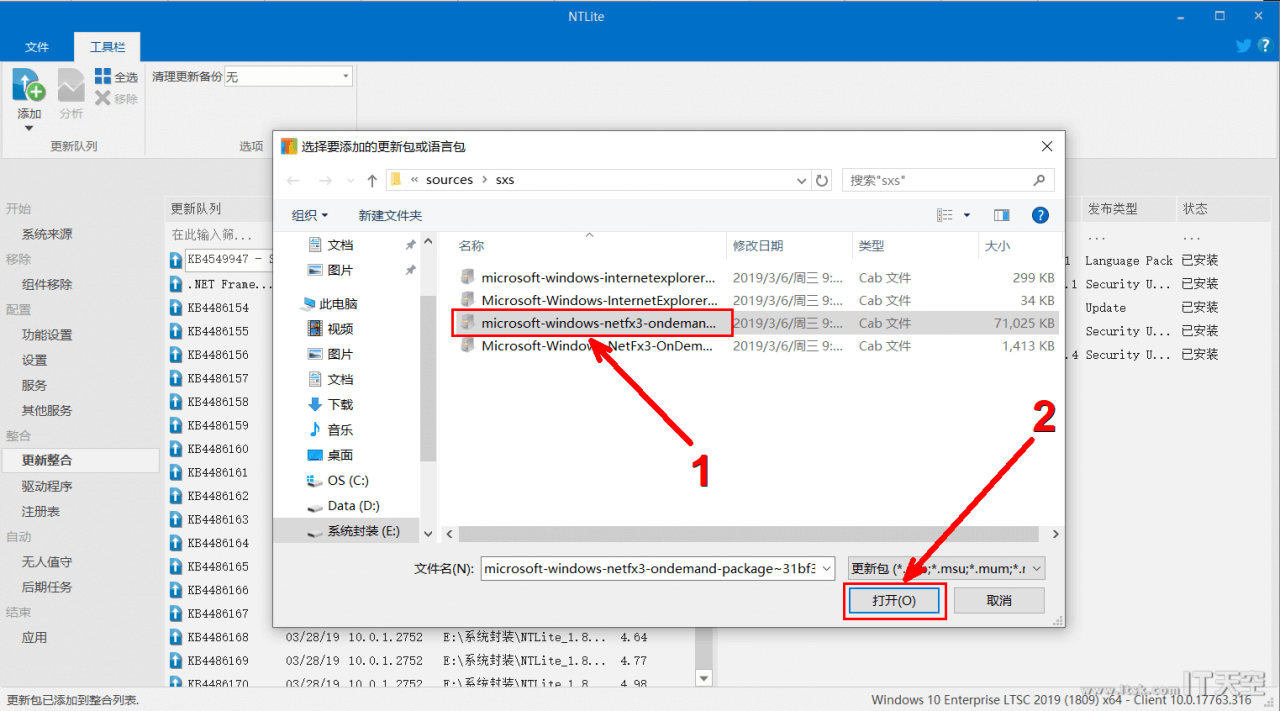 NTLite
文件 工具栏
全选 清理更新备份 无
移除
添加 分析
更新队列 选项
选择要添加的更新包或语言包
« sources › sxs 搜索"sxs"
组织 新建文件夹
开始
系统来源
移除
组件移除
配置
功能设置
设置
服务
其他服务
整合
更新整合
驱动程序
注册表
自动
无人值守
后期任务
结束
应用
更新队列
在此输入筛...
KB4549947 - S
.NET Frame...
KB4486154
KB4486155
KB4486156
KB4486157
KB4486158
KB4486159
KB4486160
KB4486161
KB4486162
KB4486163
KB4486164
KB4486165
KB4486166
KB4486167
KB4486168 03/28/19 10.0.1.2752 E:\系统封装\NTLite_1.8... 4.64
KB4486169 03/28/19 10.0.1.2752 E:\系统封装\NTLite_1.8... 4.77
KB4486170 03/28/19 10.0.1.2752 E:\系统封装\NTLite_1.8 4.98
文档
图片
此电脑
视频
图片
文档
下载
音乐
桌面
OS (C:)
Data (D:)
系统封装 (E:)
名称 修改日期 类型 大小
microsoft-windows-internetexplorer... 2019/3/6/周三 9:... Cab 文件 299 KB
Microsoft-Windows-InternetExplorer... 2019/3/6/周三 9:... Cab 文件 34 KB
microsoft-windows-netfx3-ondeman... 2019/3/6/周三 9:... Cab 文件 71,025 KB
Microsoft-Windows-NetFx3-OnDem... 2019/3/6/周三 9:... Cab 文件 1,413 KB
1
2
文件名(N): microsoft-windows-netfx3-ondemand-package~31bf3 更新包 (*. ;*.msu;*.mum;*.r
打开(O) 取消
发布类型 状态
... ...
1 Language Pack 已安装
.1 Security U... 已安装
Update 已安装
Security U... 已安装
.4 Security U... 已安装
更新包已添加到整合列表.
Windows 10 Enterprise LTSC 2019 (1809) x64 - Client 10.0.17763.316
www.itsk.com IT天空